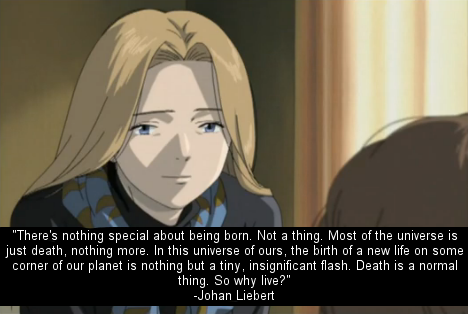 "There's nothing special about being born. Not a thing. Most of the universe is
just death, nothing more. In this universe of ours, the birth of a new life on some
corner of our planet is nothing but a tiny, insignificant flash. Death is a normal
thing. So why live?"
-Johan Liebert